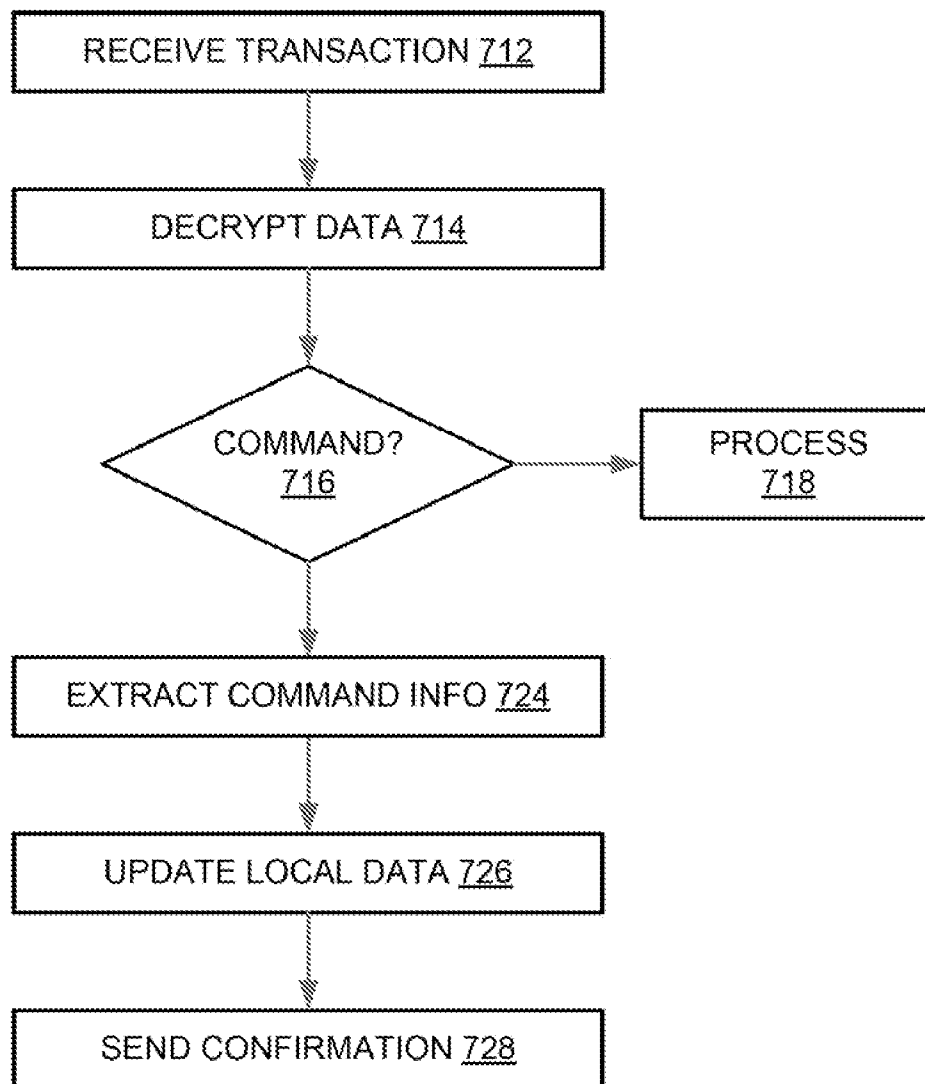 RECEIVE TRANSACTION 712
DECRYPT DATA 714
COMMAND?
716
PROCESS
718
EXTRACT COMMAND INFO 724
UPDATE LOCAL DATA 726
SEND CONFIRMATION 728